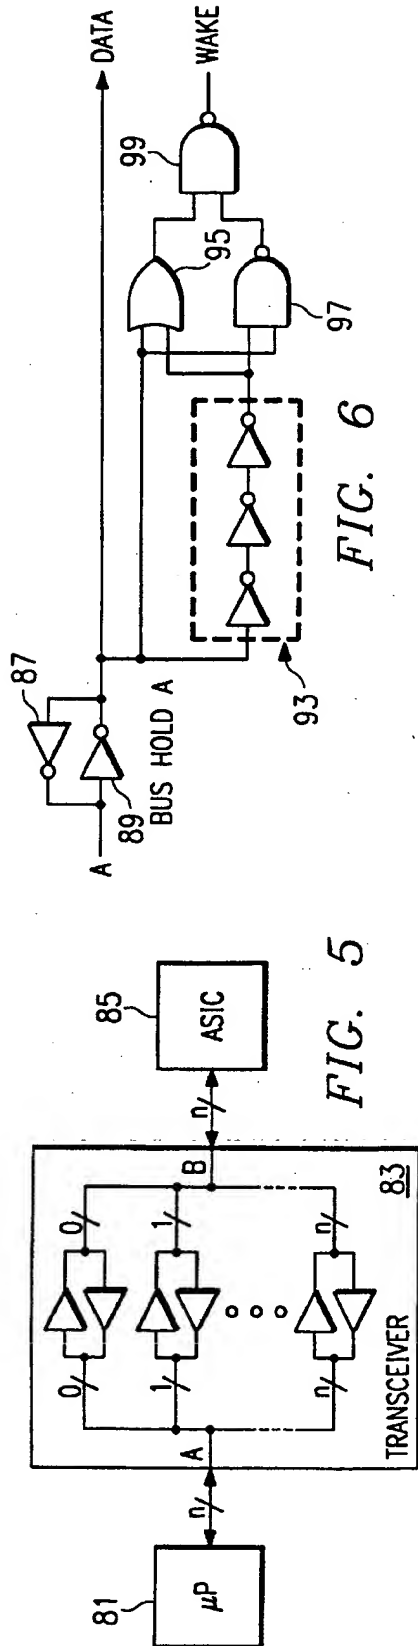 81
μP
n
A
0
1
n
0
1
n
B
TRANSCEIVER
83
n
85
ASIC
FIG. 5
A
87
89
BUS HOLD A
93
95
97
99
DATA
WAKE
FIG. 6